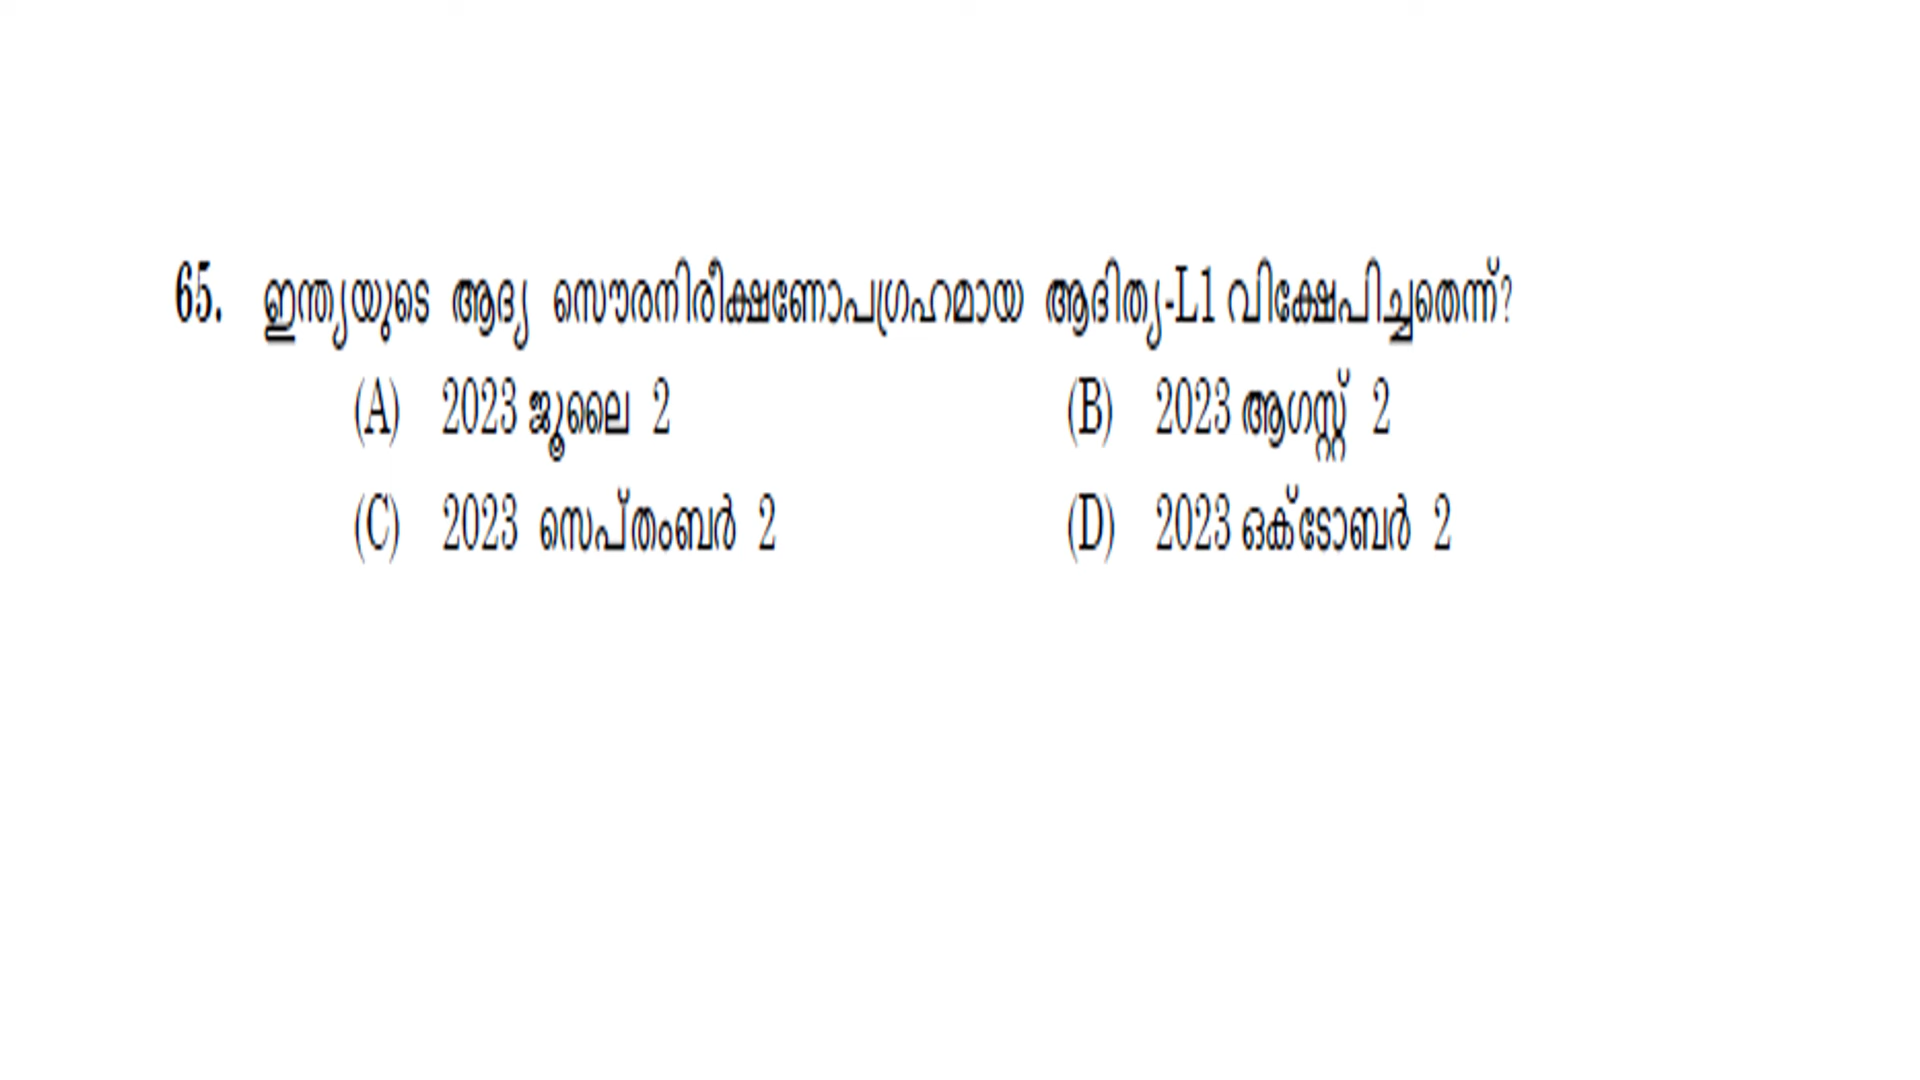 65. ഇന്ത്യയുടെ ആദ്യ സൌരനിരീക്ഷണോപഗ്രഹമായ ആദിത്യ-L1 വിക്ഷേപിച്ചതെന്ന്?
(A) 2023 ജൂലൈ 2 (B) 2023 ആഗസ്റ്റ് 2
(C) 2023 സെപ്തംബർ 2 (D) 2023 ഒക്ടോബർ 2